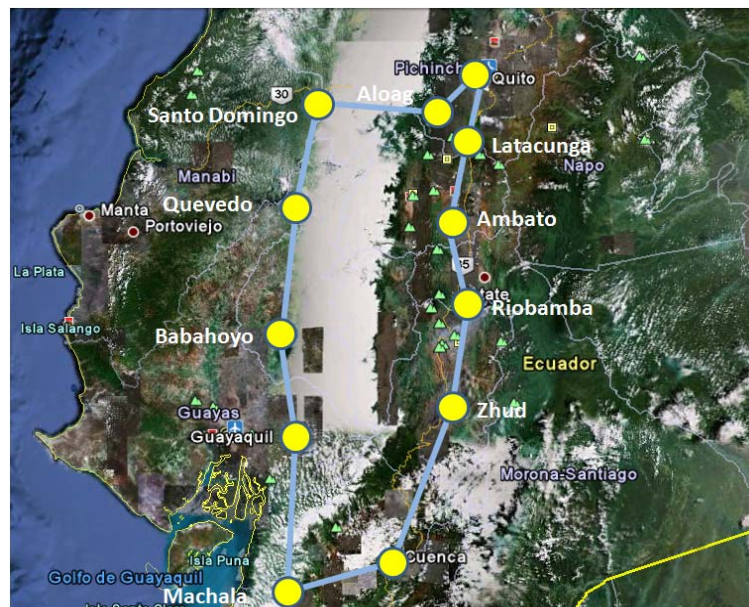 Pichinch
Quito
30
Aloag
Santo Domingo
Latacunga
Napo
Manabi
Quevedo
Manta
Portoviejo
Ambato
La Plata
Riobamba
Isla Salango
Babahoyo
Ecuador
Zhud
Guayas
Guayaquil
Morona-Santiago
Cuenca
Isla Puna
Golfo de Guayaquil
Machala